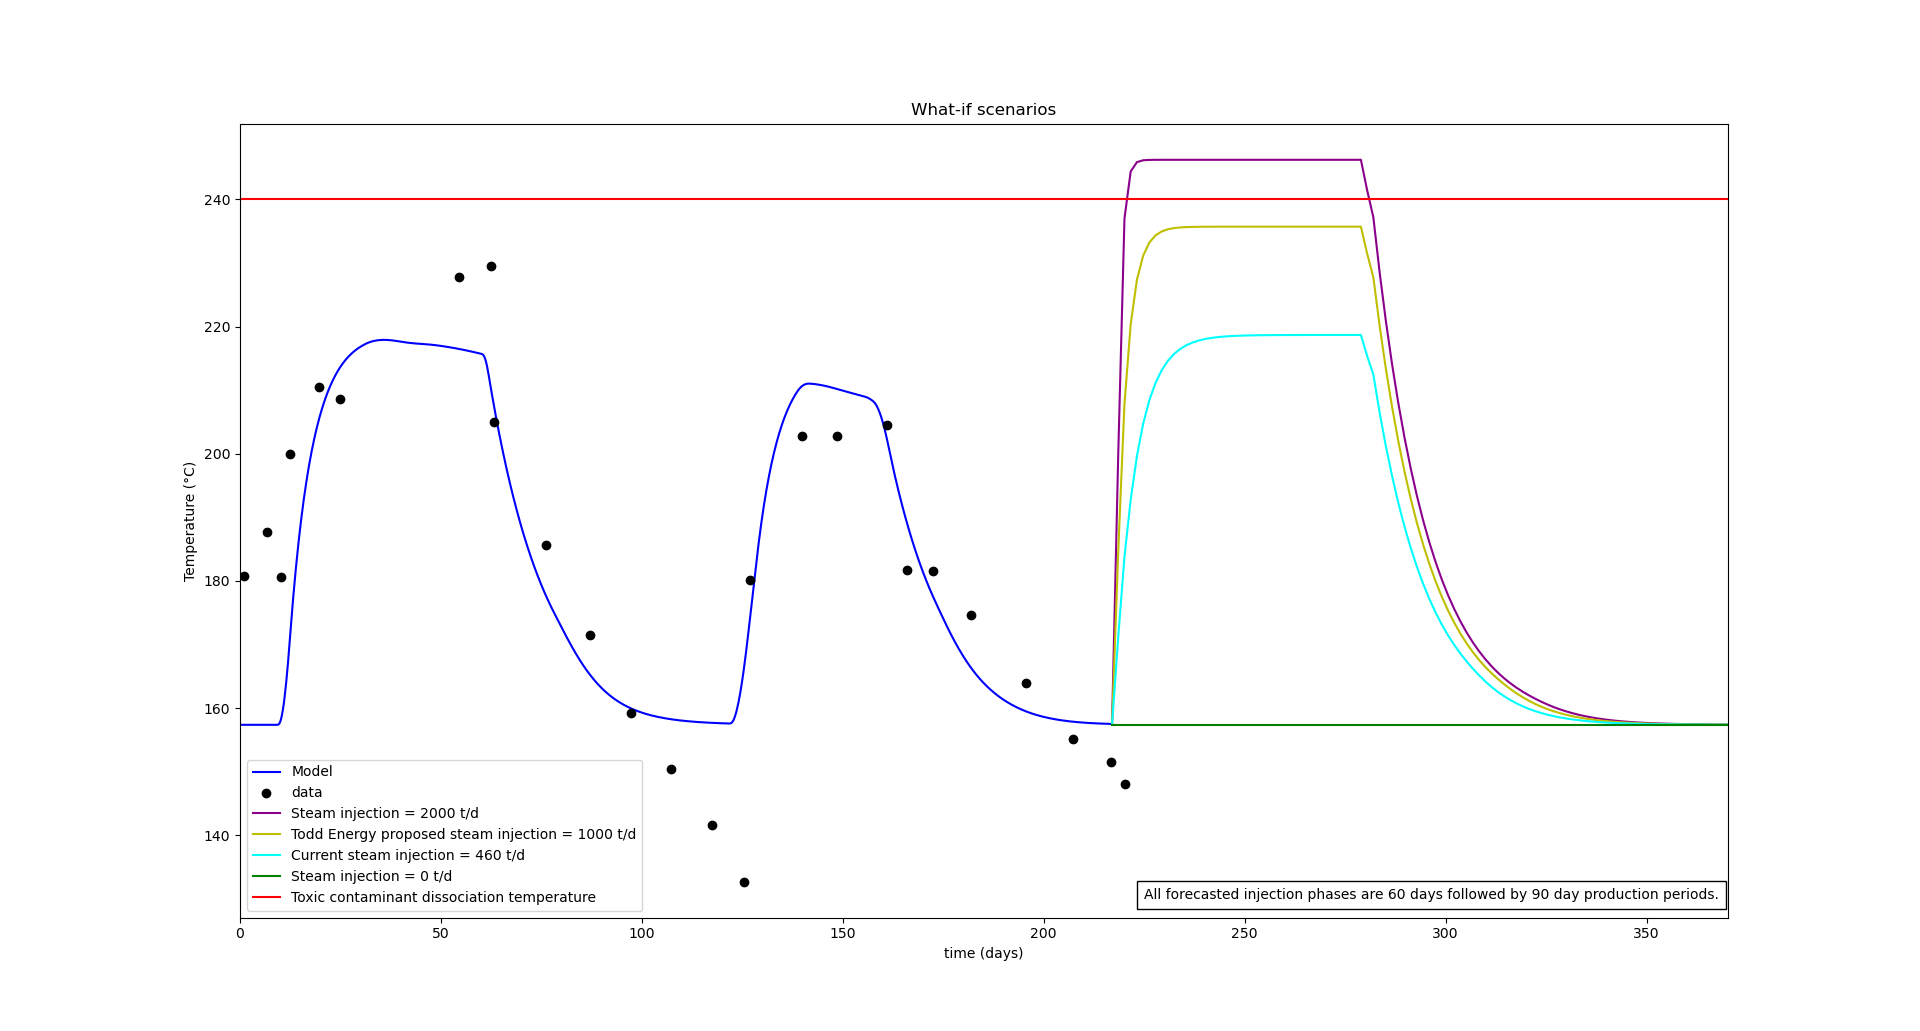 What-if scenarios
Temperature (°C)
240
220
200
180
160
140
Model
data
Steam injection = 2000 t/d
Todd Energy proposed steam injection = 1000 t/d
Current steam injection = 460 t/d
Steam injection = 0 t/d
Toxic contaminant dissociation temperature
All forecasted injection phases are 60 days followed by 90 day production periods.
0 50 100 150 200 250 300 350
time (days)